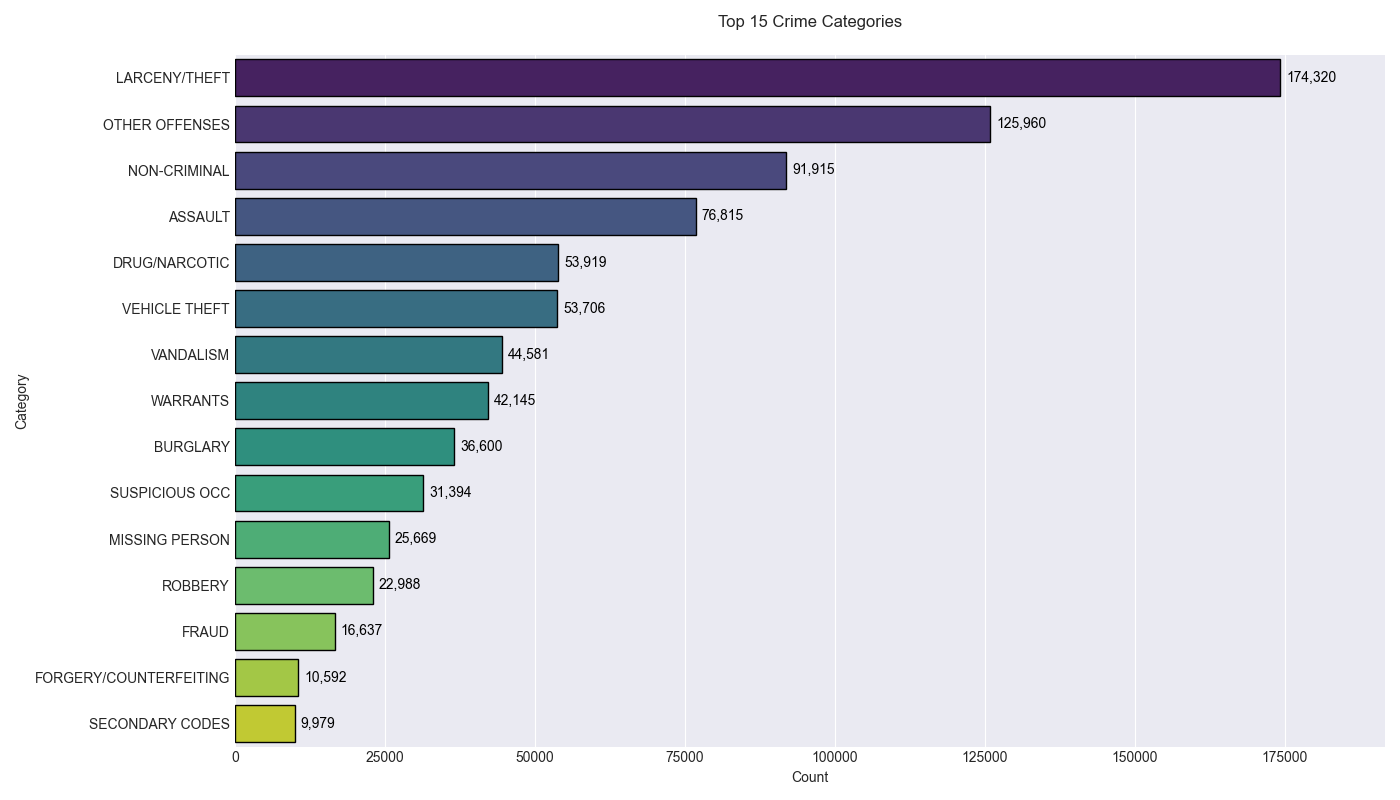 Top 15 Crime Categories
LARCENY/THEFT 174,320
OTHER OFFENSES 125,960
NON-CRIMINAL 91,915
ASSAULT 76,815
DRUG/NARCOTIC 53,919
VEHICLE THEFT 53,706
VANDALISM 44,581
WARRANTS 42,145
BURGLARY 36,600
SUSPICIOUS OCC 31,394
MISSING PERSON 25,669
ROBBERY 22,988
FRAUD 16,637
FORGERY/COUNTERFEITING 10,592
SECONDARY CODES 9,979
Category
0 25000 50000 75000 100000 125000 150000 175000
Count